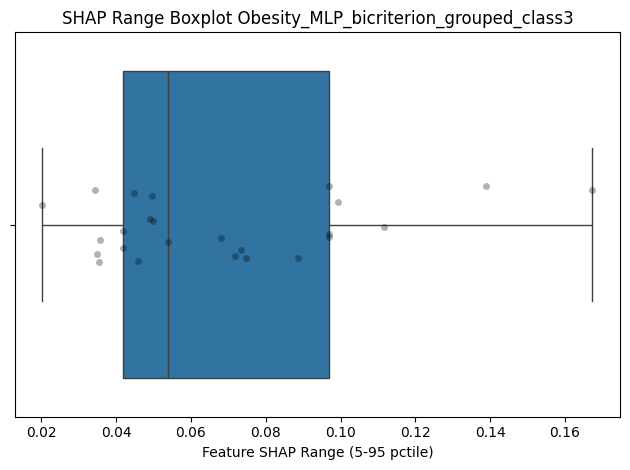 SHAP Range Boxplot Obesity_MLP_bicriterion_grouped_class3
0.02 0.04 0.06 0.08 0.10 0.12 0.14 0.16
Feature SHAP Range (5-95 pctile)